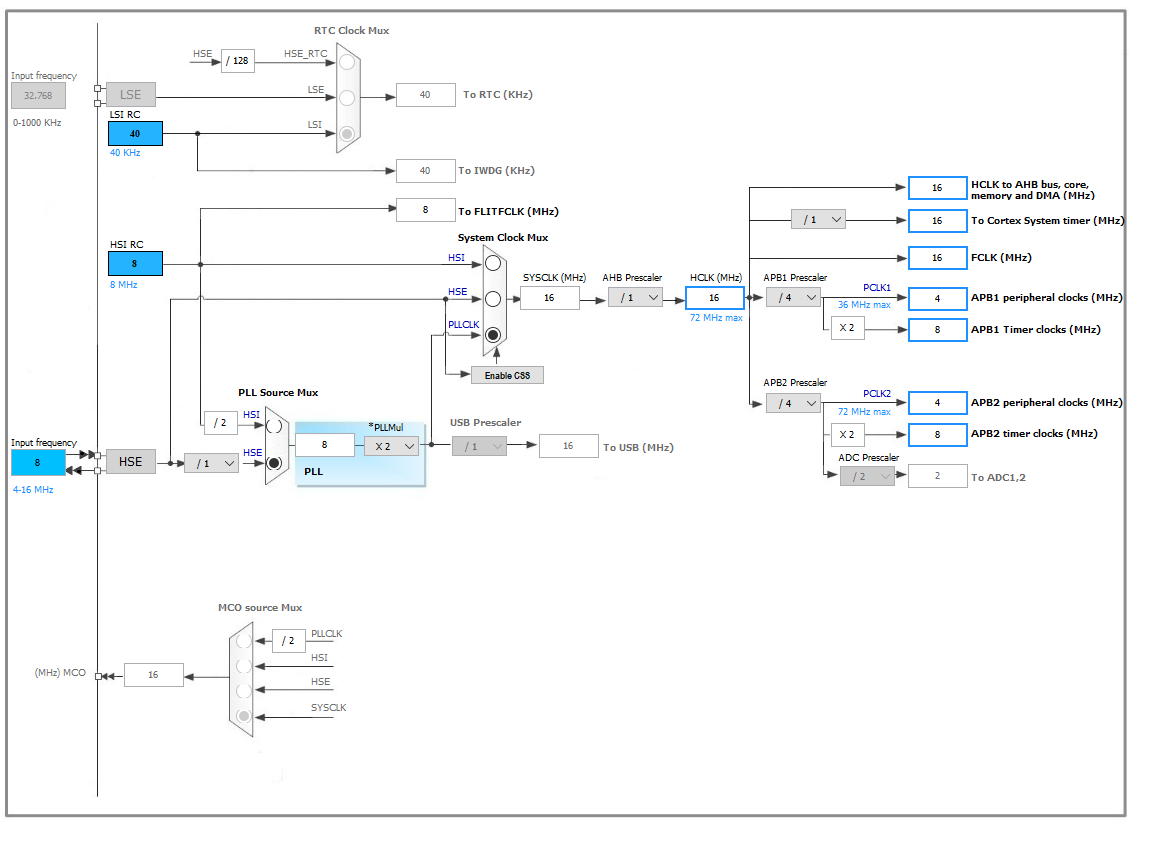 RTC Clock Mux
HSE
/ 128
HSE_RTC
Input frequency
32.768
0-1000 KHz
LSE
LSE
40
To RTC (KHz)
LSI RC
40
40 KHz
LSI
40
To IWDG (KHz)
8
To FLITFCLK (MHz)
HSI RC
8
8 MHz
System Clock Mux
HSI
HSE
PLLCLK
Enable CSS
SYSCLK (MHz)
16
AHB Prescaler
/ 1
HCLK (MHz)
16
72 MHz max
16
HCLK to AHB bus, core,
memory and DMA (MHz)
/ 1
16
To Cortex System timer (MHz)
16
FCLK (MHz)
APB1 Prescaler
/ 4
PCLK1
36 MHz max
4
APB1 peripheral clocks (MHz)
X 2
8
APB1 Timer clocks (MHz)
APB2 Prescaler
/ 4
PCLK2
72 MHz max
4
APB2 peripheral clocks (MHz)
X 2
8
APB2 timer clocks (MHz)
ADC Prescaler
/ 2
2
To ADC1,2
PLL Source Mux
/ 2
HSI
Input frequency
8
4-16 MHz
HSE
/ 1
HSE
8
*PLLMul
X 2
PLL
USB Prescaler
/ 1
16
To USB (MHz)
MCO source Mux
/ 2
PLLCLK
HSI
HSE
SYSCLK
(MHz) MCO
16